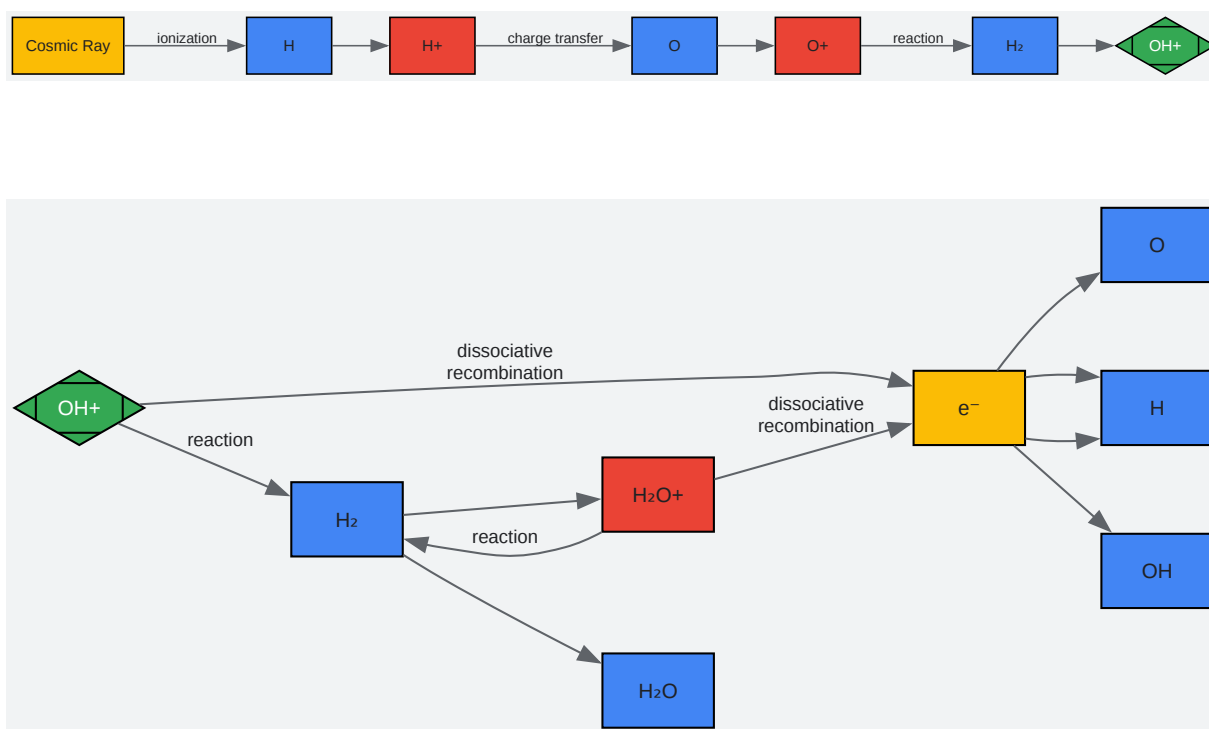 Cosmic Ray
ionization
H
H+
charge transfer
O
O+
reaction
H₂
OH+
O
dissociative
recombination
OH+
dissociative
recombination
e⁻
H
reaction
H₂O+
H₂
reaction
OH
H₂O